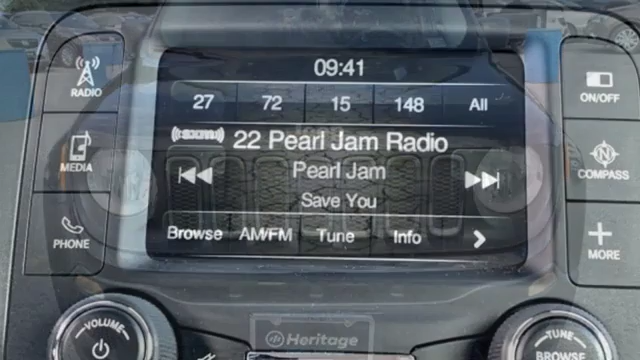 09:41
27 72 15 148 All
RADIO
ON/OFF
((SXM)) 22 Pearl Jam Radio
Pearl Jam
MEDIA
COMPASS
N
Save You
Browse AM/FM Tune Info
PHONE
MORE
VOLUME
Heritage
TUNE
BROWSE